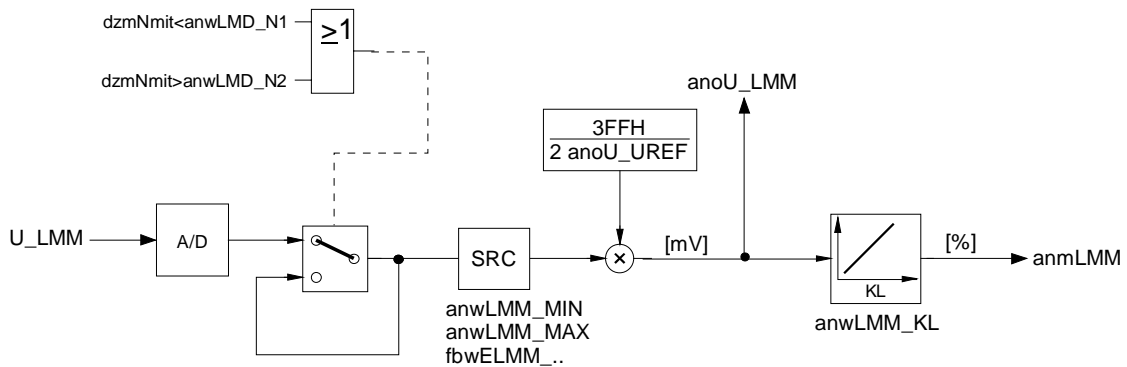 dzmNmit<anwLMD_N1
≥1
dzmNmit>anwLMD_N2
anoU_LMM
3FFH
2 anoU_UREF
U_LMM
A/D
SRC
×
[mV]
KL
[%]
anmLMM
anwLMM_MIN
anwLMM_MAX
fbwELMM_..
anwLMM_KL